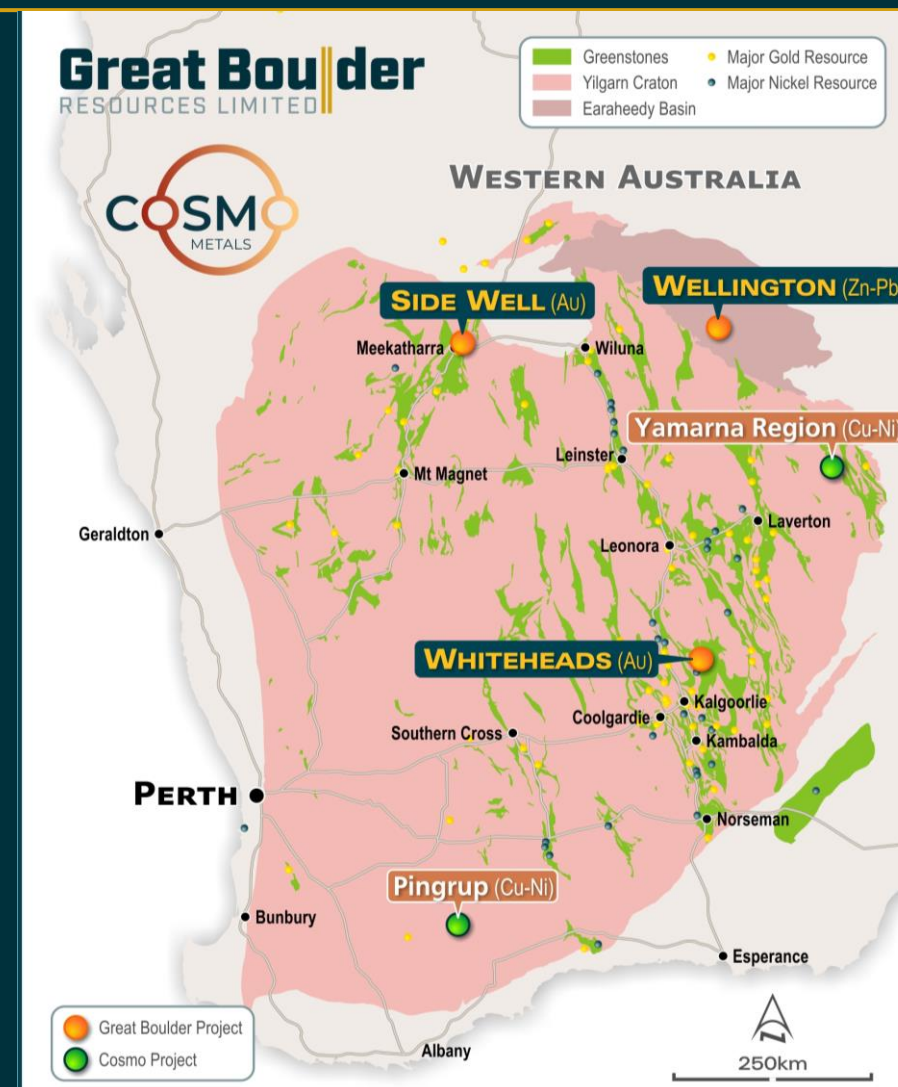 Great Boulder
RESOURCES LIMITED
Greenstones
Yilgarn Craton
Earaheedy Basin
Major Gold Resource
Major Nickel Resource
COSMO
METALS
WESTERN AUSTRALIA
SIDE WELL (Au)
WELLINGTON (Zn-Pb
Meekatharra
Wiluna
Yamarna Region (Cu-Ni)
Leinster
Mt Magnet
Geraldton
Laverton
Leonora
WHITEHEADS (Au)
Kalgoorlie
Coolgardie
Southern Cross
Kambalda
PERTH
Norseman
Pingrup (Cu-Ni)
Bunbury
Esperance
Great Boulder Project
Cosmo Project
Albany
N
250km